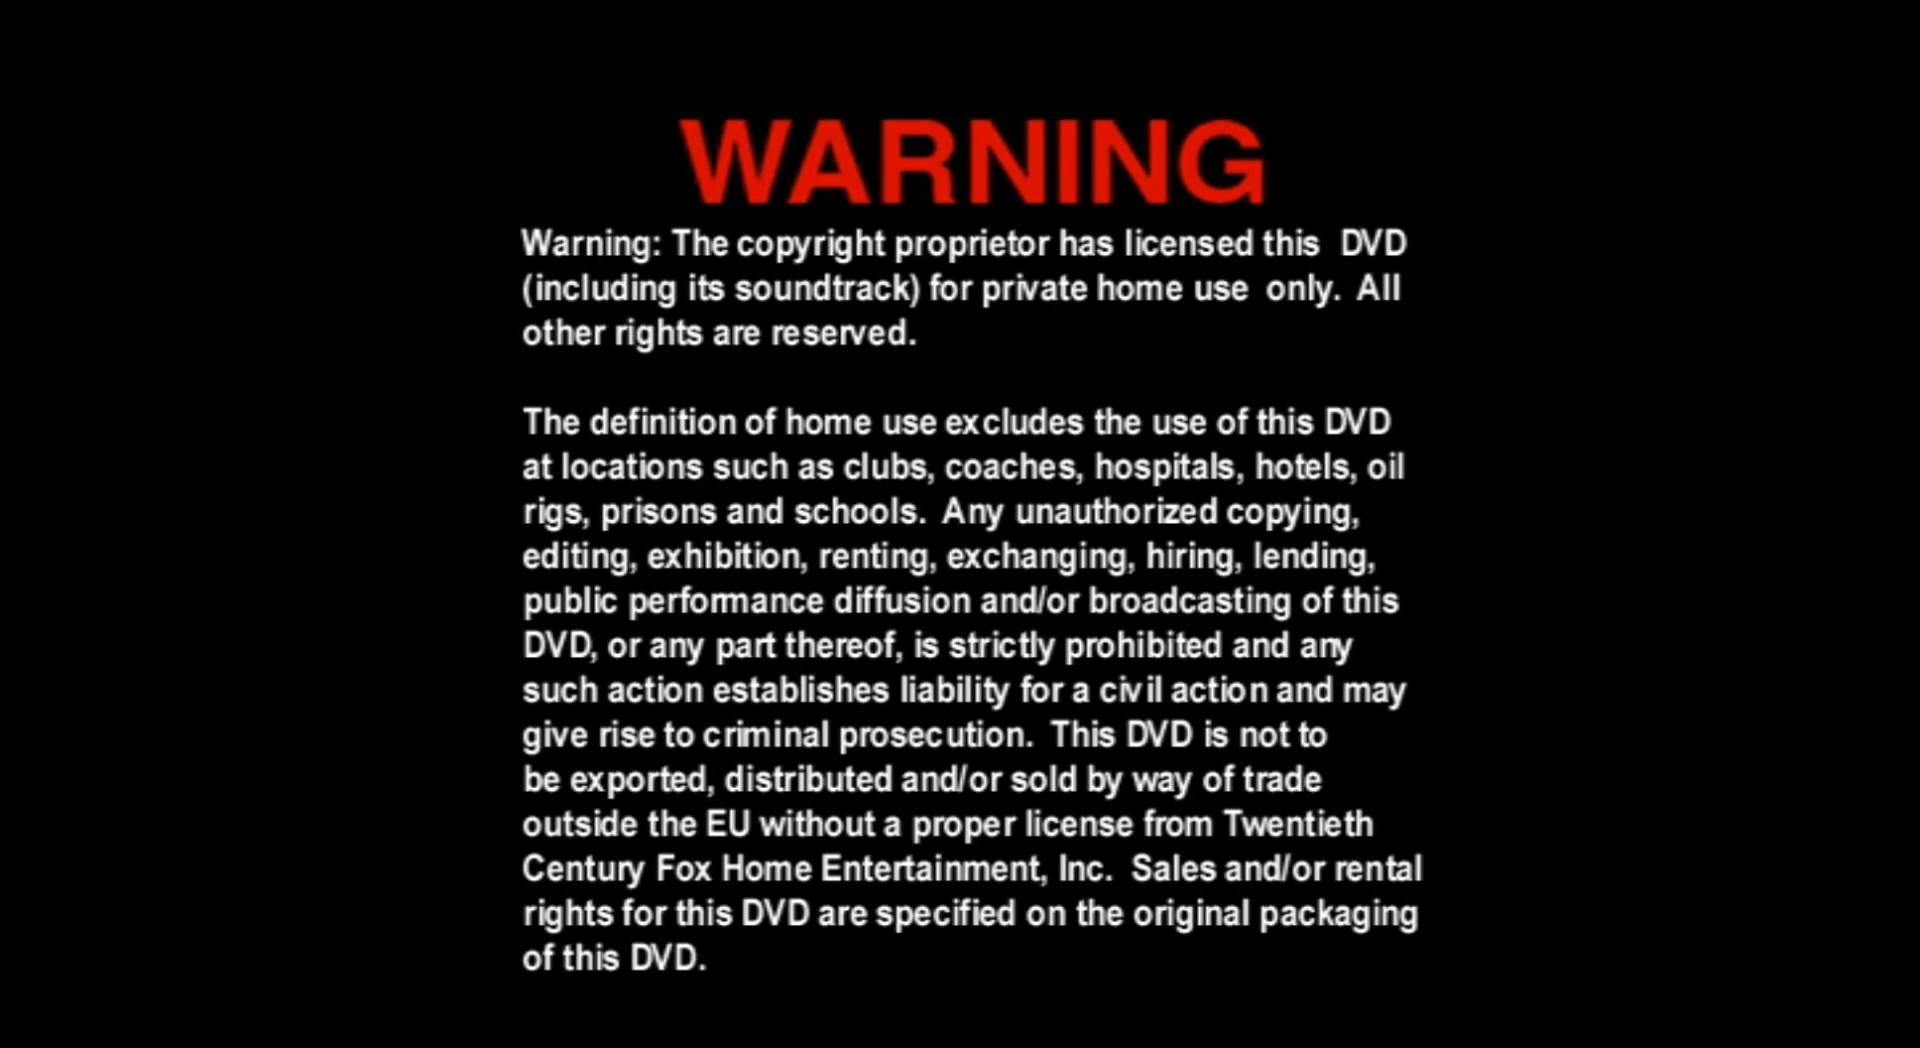 WARNING
Warning: The copyright proprietor has licensed this DVD
(including its soundtrack) for private home use only. All
other rights are reserved.
The definition of home use excludes the use of this DVD
at locations such as clubs, coaches, hospitals, hotels, oil
rigs, prisons and schools. Any unauthorized copying,
editing, exhibition, renting, exchanging, hiring, lending,
public performance diffusion and/or broadcasting of this
DVD, or any part thereof, is strictly prohibited and any
such action establishes liability for a civil action and may
give rise to criminal prosecution. This DVD is not to
be exported, distributed and/or sold by way of trade
outside the EU without a proper license from Twentieth
Century Fox Home Entertainment, Inc. Sales and/or rental
rights for this DVD are specified on the original packaging
of this DVD.